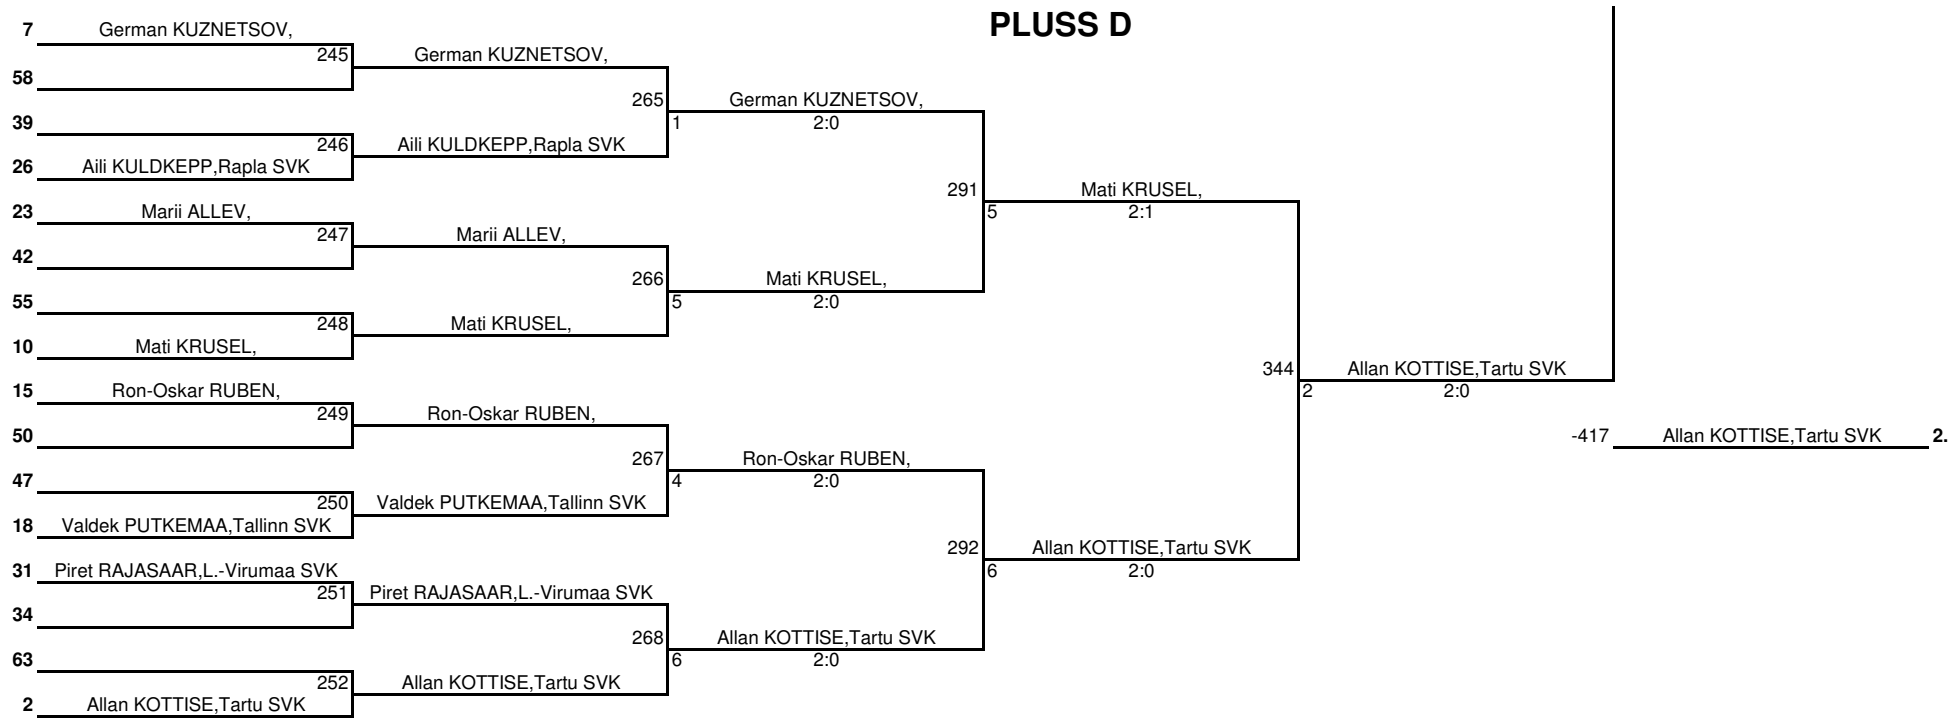 PLUSS D
7 German KUZNETSOV,
245 German KUZNETSOV,
58
265 German KUZNETSOV,
39
1 2:0
246 Aili KULDKEPP,Rapla SVK
26 Aili KULDKEPP,Rapla SVK
291 Mati KRUSEL,
23 Marii ALLEV,
5 2:1
247 Marii ALLEV,
42
266 Mati KRUSEL,
55
5 2:0
248 Mati KRUSEL,
10 Mati KRUSEL,
344 Allan KOTTISE,Tartu SVK
15 Ron-Oskar RUBEN,
2 2:0
249 Ron-Oskar RUBEN,
50
-417 Allan KOTTISE,Tartu SVK 2.
267 Ron-Oskar RUBEN,
47
4 2:0
250 Valdek PUTKEMAA,Tallinn SVK
18 Valdek PUTKEMAA,Tallinn SVK
292 Allan KOTTISE,Tartu SVK
31 Piret RAJASAAR,L.-Virumaa SVK
6 2:0
251 Piret RAJASAAR,L.-Virumaa SVK
34
268 Allan KOTTISE,Tartu SVK
63
6 2:0
252 Allan KOTTISE,Tartu SVK
2 Allan KOTTISE,Tartu SVK